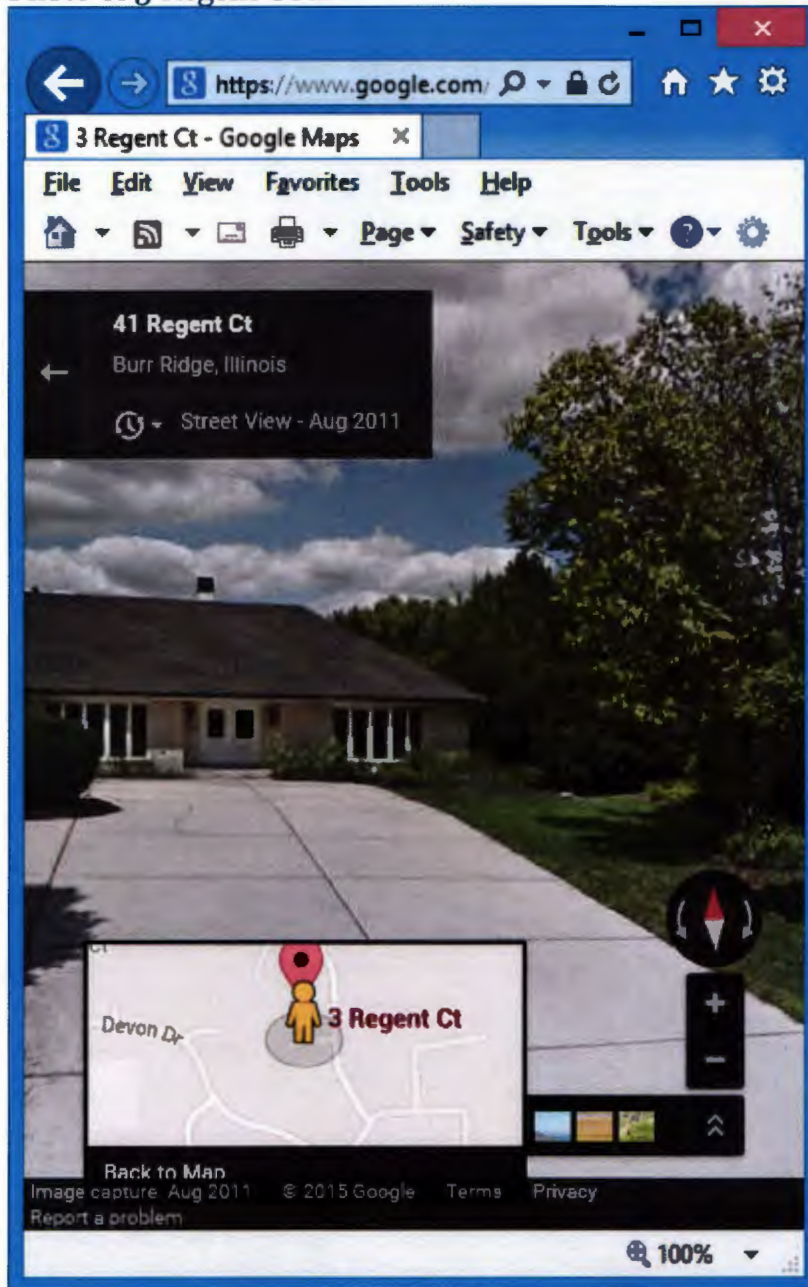 https://www.google.com/
3 Regent Ct - Google Maps
File Edit View Favorites Tools Help
Page Safety Tools
41 Regent Ct
Burr Ridge, Illinois
Street View - Aug 2011
Ct
Devon Dr
3 Regent Ct
Back to Map
Image capture Aug 2011 © 2015 Google Terms Privacy
Report a problem
100%